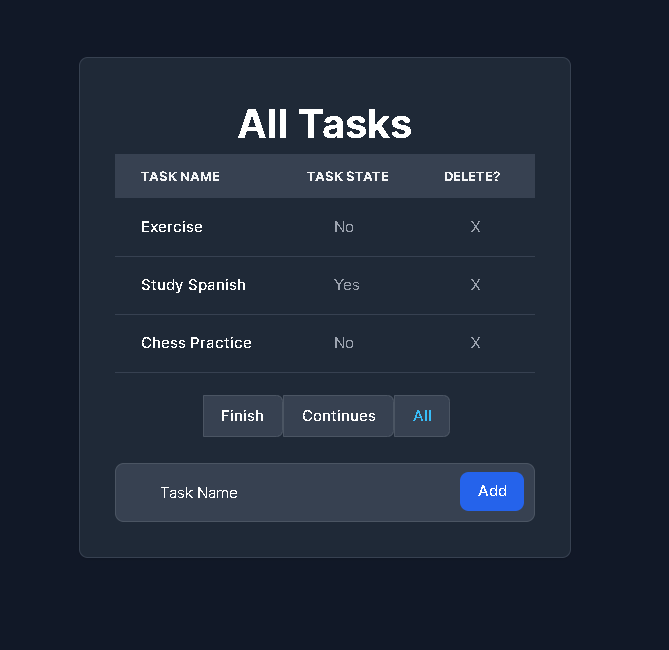 All Tasks
TASK NAME TASK STATE DELETE?
Exercise No X
Study Spanish Yes X
Chess Practice No X
Finish Continues All
Task Name Add